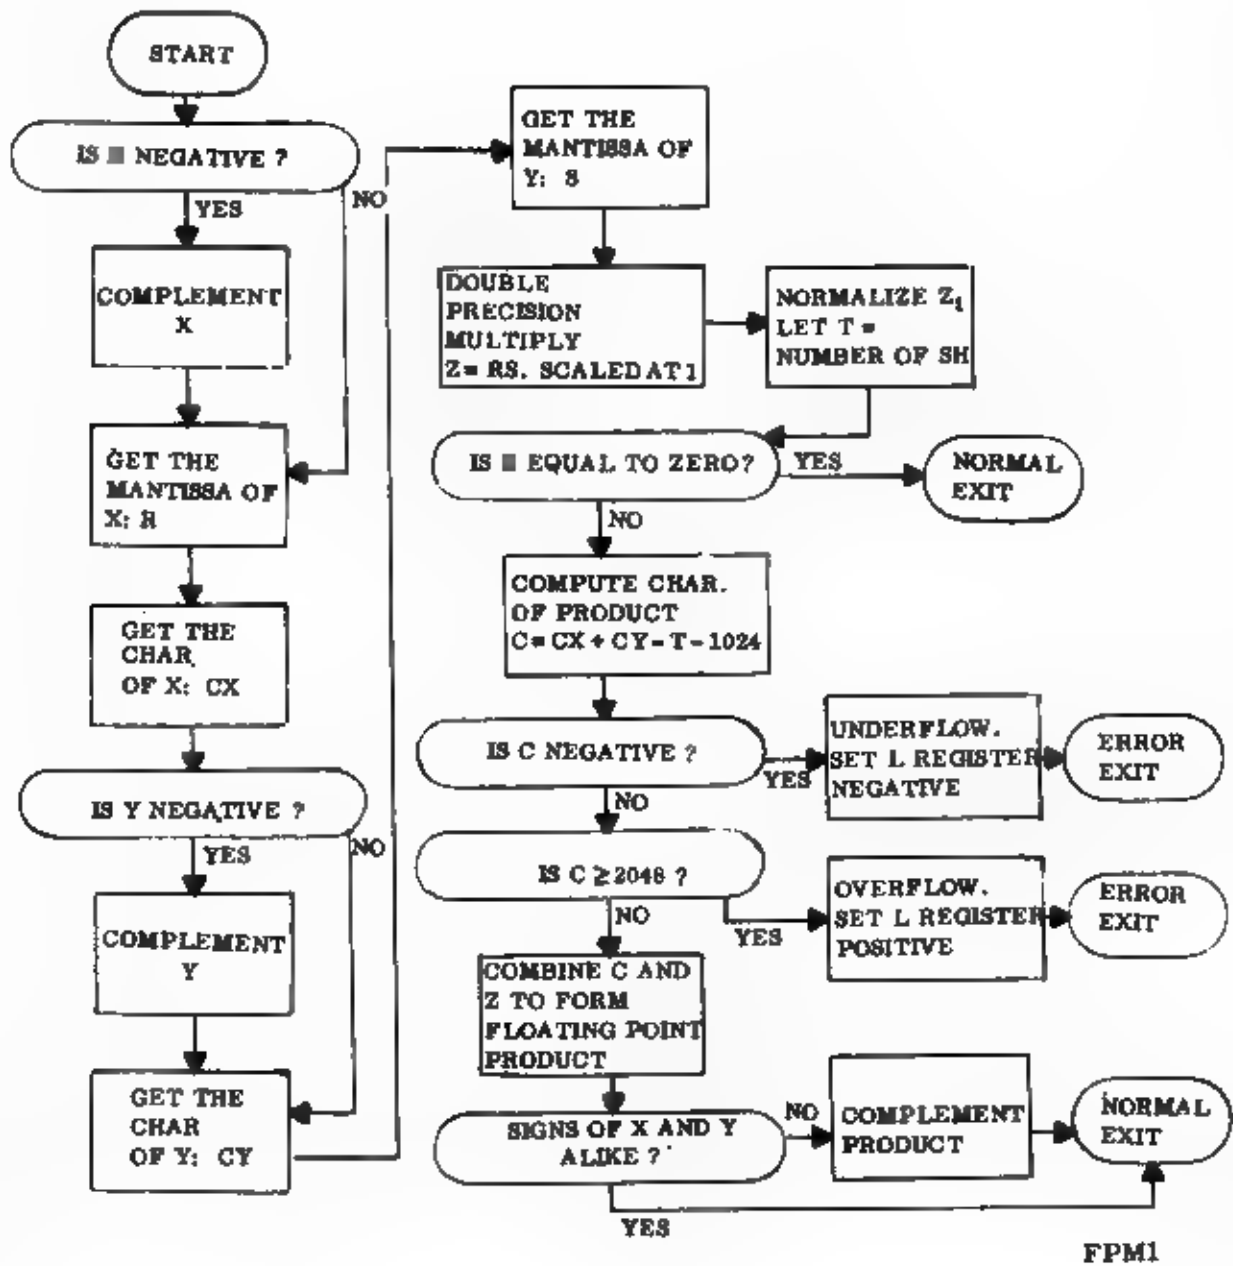 START
IS NEGATIVE ?
YES
NO
COMPLEMENT
X
GET THE
MANTISSA OF
X: R
GET THE
CHAR
OF X: CX
IS Y NEGATIVE ?
YES
NO
COMPLEMENT
Y
GET THE
CHAR
OF Y: CY
GET THE
MANTISSA OF
Y: S
DOUBLE
PRECISION
MULTIPLY
Z= RS. SCALED AT 1
NORMALIZE
LET T =
NUMBER OF SH
IS EQUAL TO ZERO?
YES
NORMAL
EXIT
NO
COMPUTE CHAR.
OF PRODUCT
C= CX + CY - T - 1024
IS C NEGATIVE ?
YES
UNDERFLOW.
SET L REGISTER
NEGATIVE
ERROR
EXIT
NO
IS C ≥ 2048 ?
YES
OVERFLOW.
SET L REGISTER
POSITIVE
ERROR
EXIT
NO
COMBINE C AND
Z TO FORM
FLOATING POINT
PRODUCT
SIGNS OF X AND Y
ALIKE ?
NO
COMPLEMENT
PRODUCT
NORMAL
EXIT
YES
FPM1